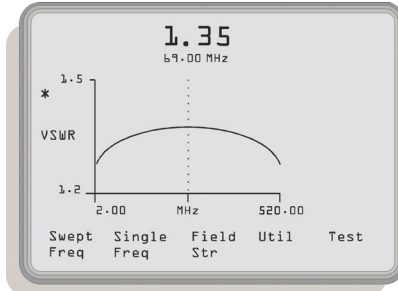 1.35
69.00 MHz
1.5
*
VSWR
1.2
2.00 MHz 520.00
Swept Single Field Util Test
Freq Freq Str